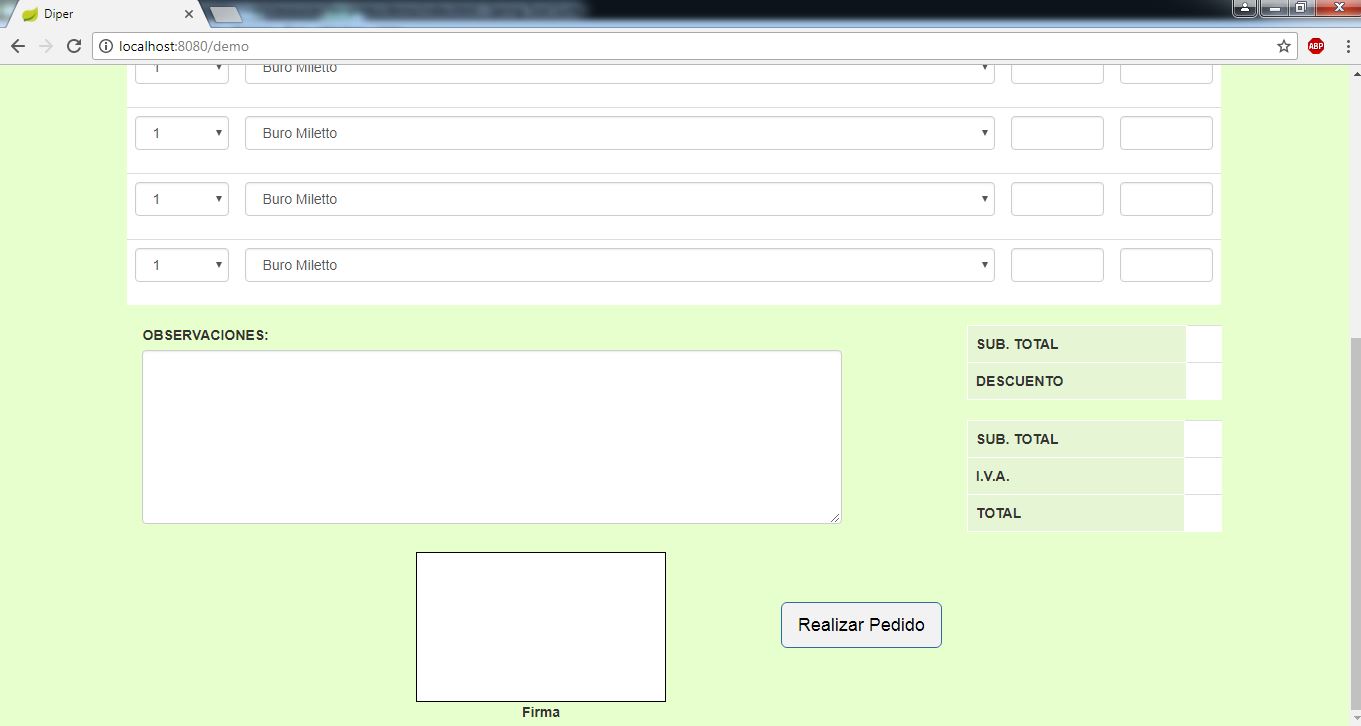 Diper
localhost:8080/demo
ABP
1 Buro Miletto
1 Buro Miletto
1 Buro Miletto
1 Buro Miletto
OBSERVACIONES:
SUB. TOTAL
DESCUENTO
SUB. TOTAL
I.V.A.
TOTAL
Realizar Pedido
Firma